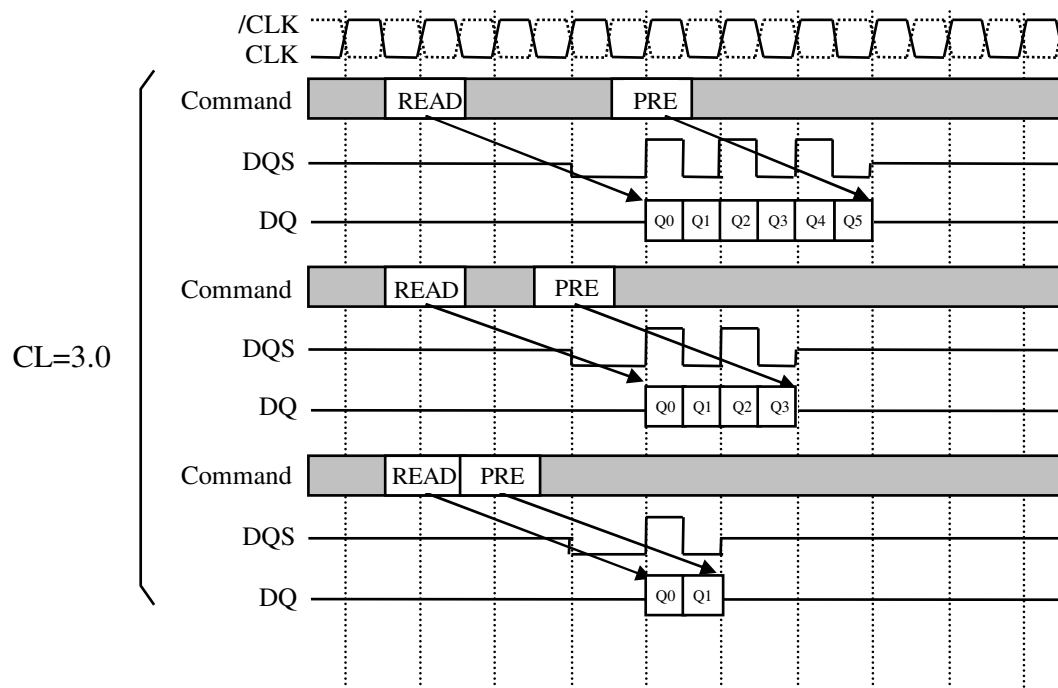 /CLK
CLK
Command READ PRE
DQS
DQ Q0 Q1 Q2 Q3 Q4 Q5
Command READ PRE
CL=3.0
DQS
DQ Q0 Q1 Q2 Q3
Command READ PRE
DQS
DQ Q0 Q1